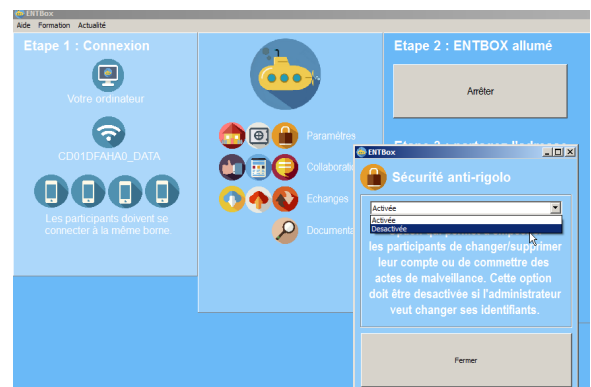 ENTBox
Aide Formation Actualité
Etape 1 : Connexion
Votre ordinateur
CD01DFAHA0_DATA
Les participants doivent se
connecter à la même borne.
Paramètres
Collaborati
Echanges
Documenta
Etape 2 : ENTBOX allumé
Arrêter
ENTBox
Sécurité anti-rigolo
Activée
Activée
Desactivée
les participants de changer/supprimer
leur compte ou de commettre des
actes de malveillance. Cette option
doit être desactivée si l'administrateur
veut changer ses identifiants.
Fermer